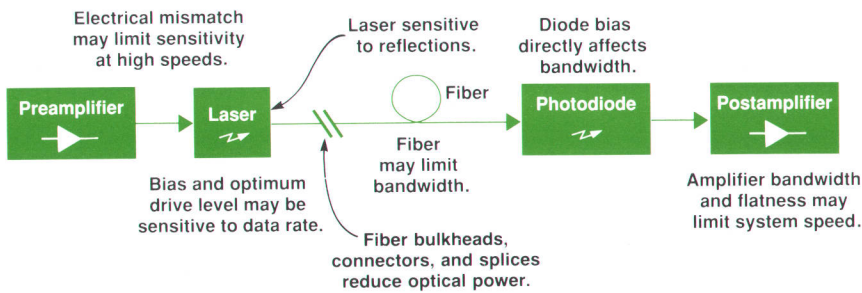 Electrical mismatch
may limit sensitivity
at high speeds.
Laser sensitive
to reflections.
Diode bias
directly affects
bandwidth.
Preamplifier
Laser
Fiber
Photodiode
Postamplifier
Fiber
may limit
bandwidth.
Bias and optimum
drive level may be
sensitive to data rate.
Amplifier bandwidth
and flatness may
limit system speed.
Fiber bulkheads,
connectors, and splices
reduce optical power.